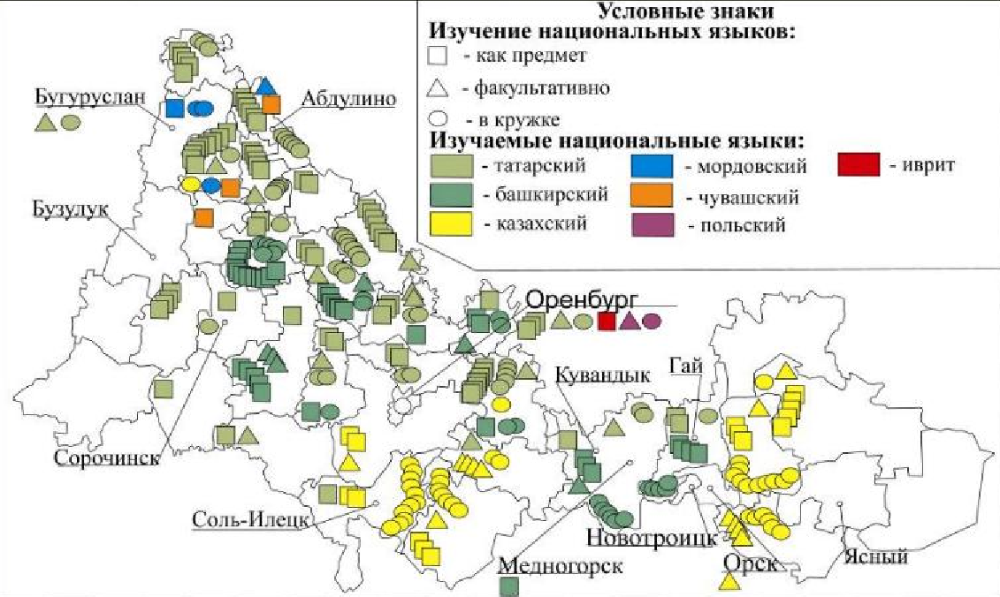 Условные знаки
Изучение национальных языков:
- как предмет
- факультативно
- в кружке
Изучаемые национальные языки:
- татарский
- мордовский
- иврит
- башкирский
- чувашский
- казахский
- польский
Бугуруслан
Абдулино
Бузулук
Оренбург
Кувандык
Гай
Сорочинск
Соль-Илецк
Новотроицк
Медногорск
Орск
Ясный